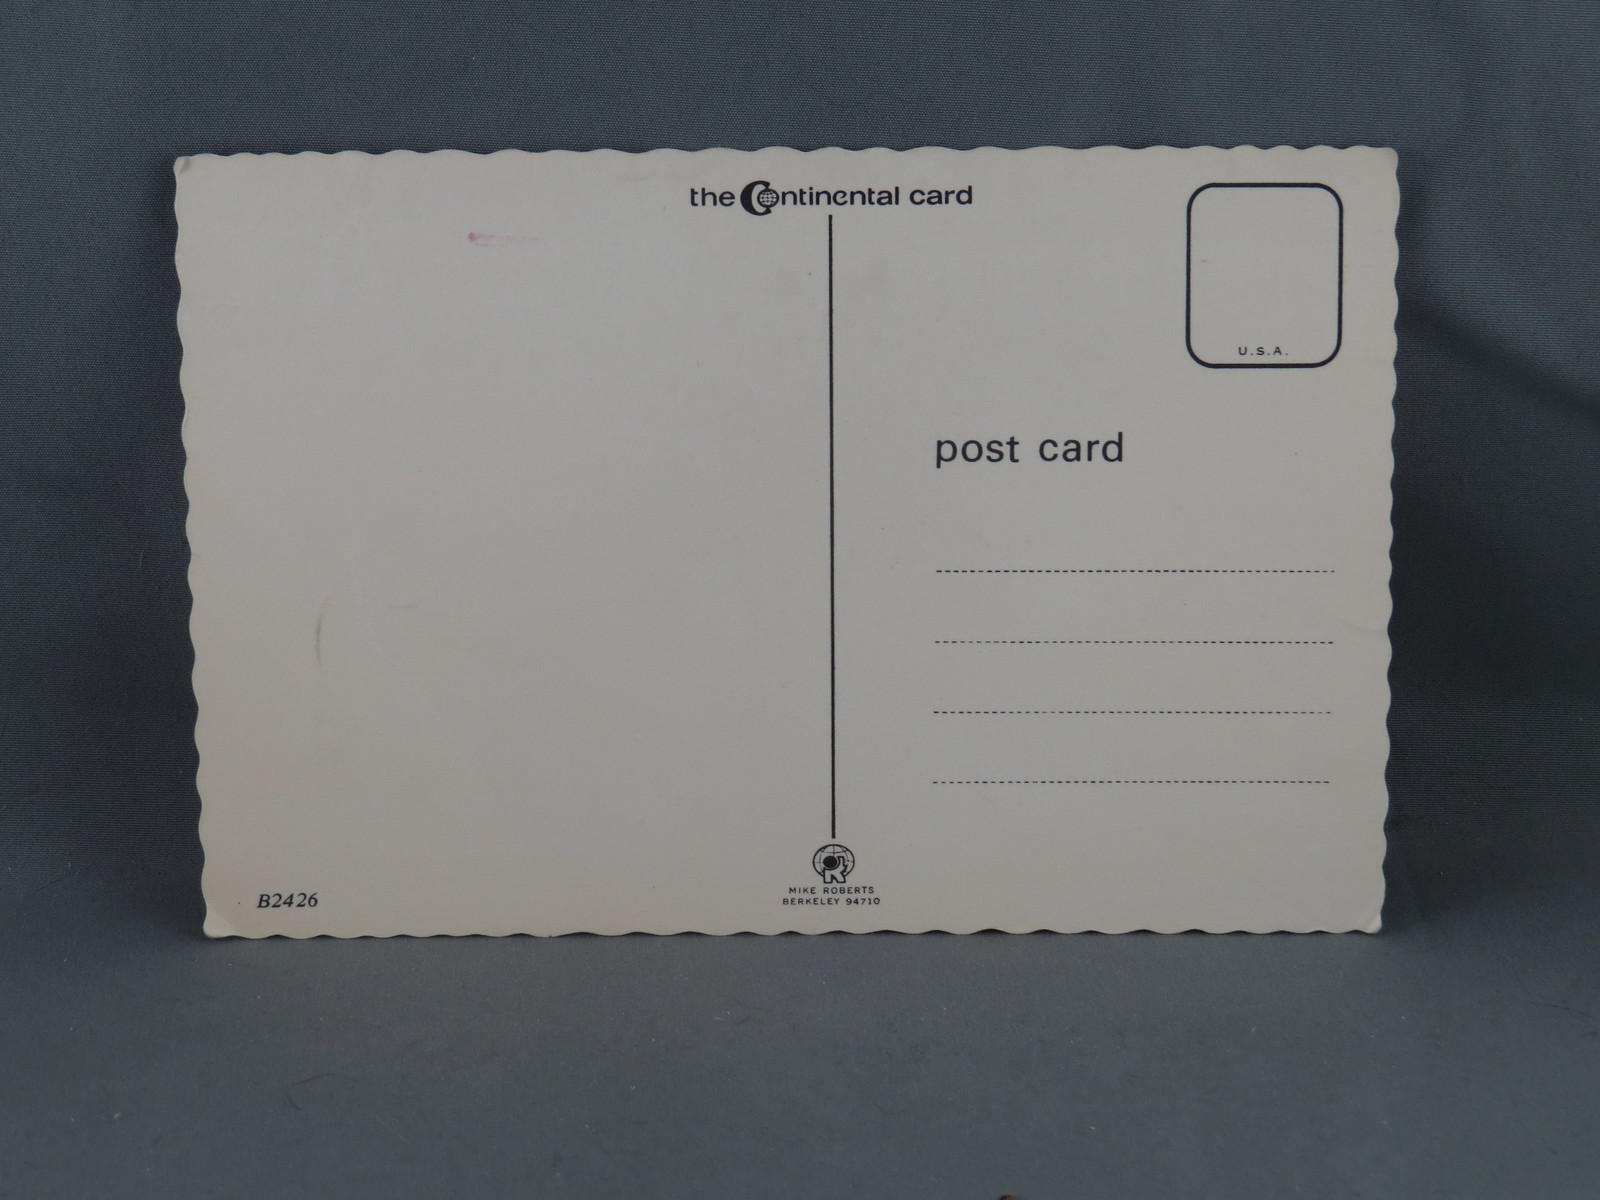 the Continental card
U.S.A.
post card
B2426
MIKE ROBERTS
BERKELEY 94710